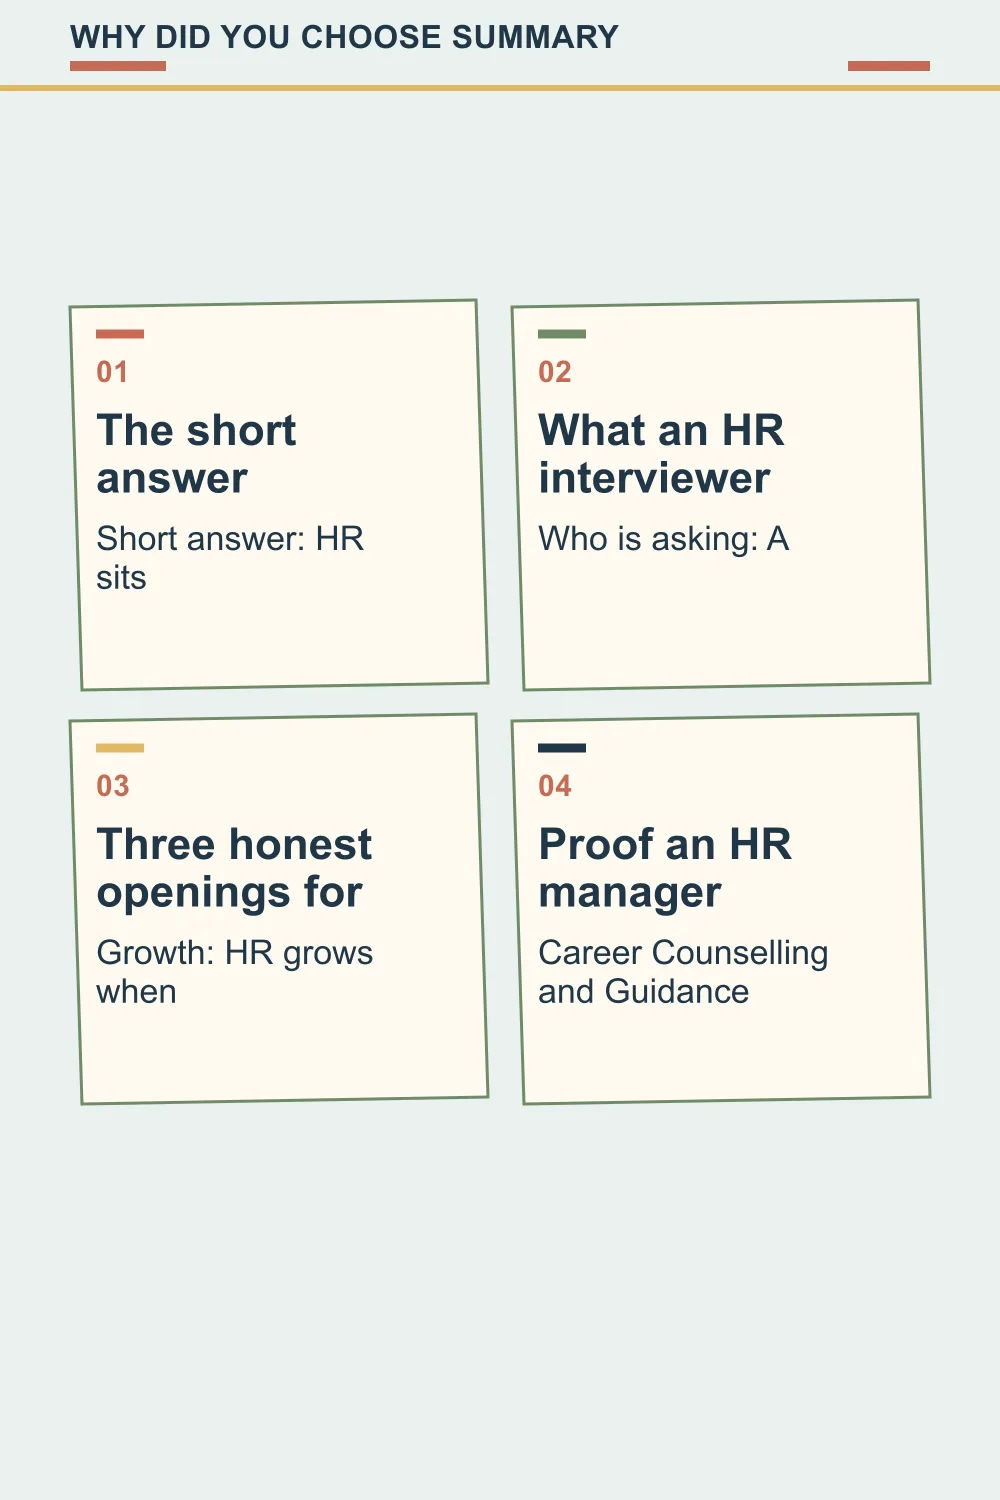 WHY DID YOU CHOOSE SUMMARY
01
The short
answer
Short answer: HR
sits
02
What an HR
interviewer
Who is asking: A
03
Three honest
openings for
Growth: HR grows
when
04
Proof an HR
manager
Career Counselling
and Guidance